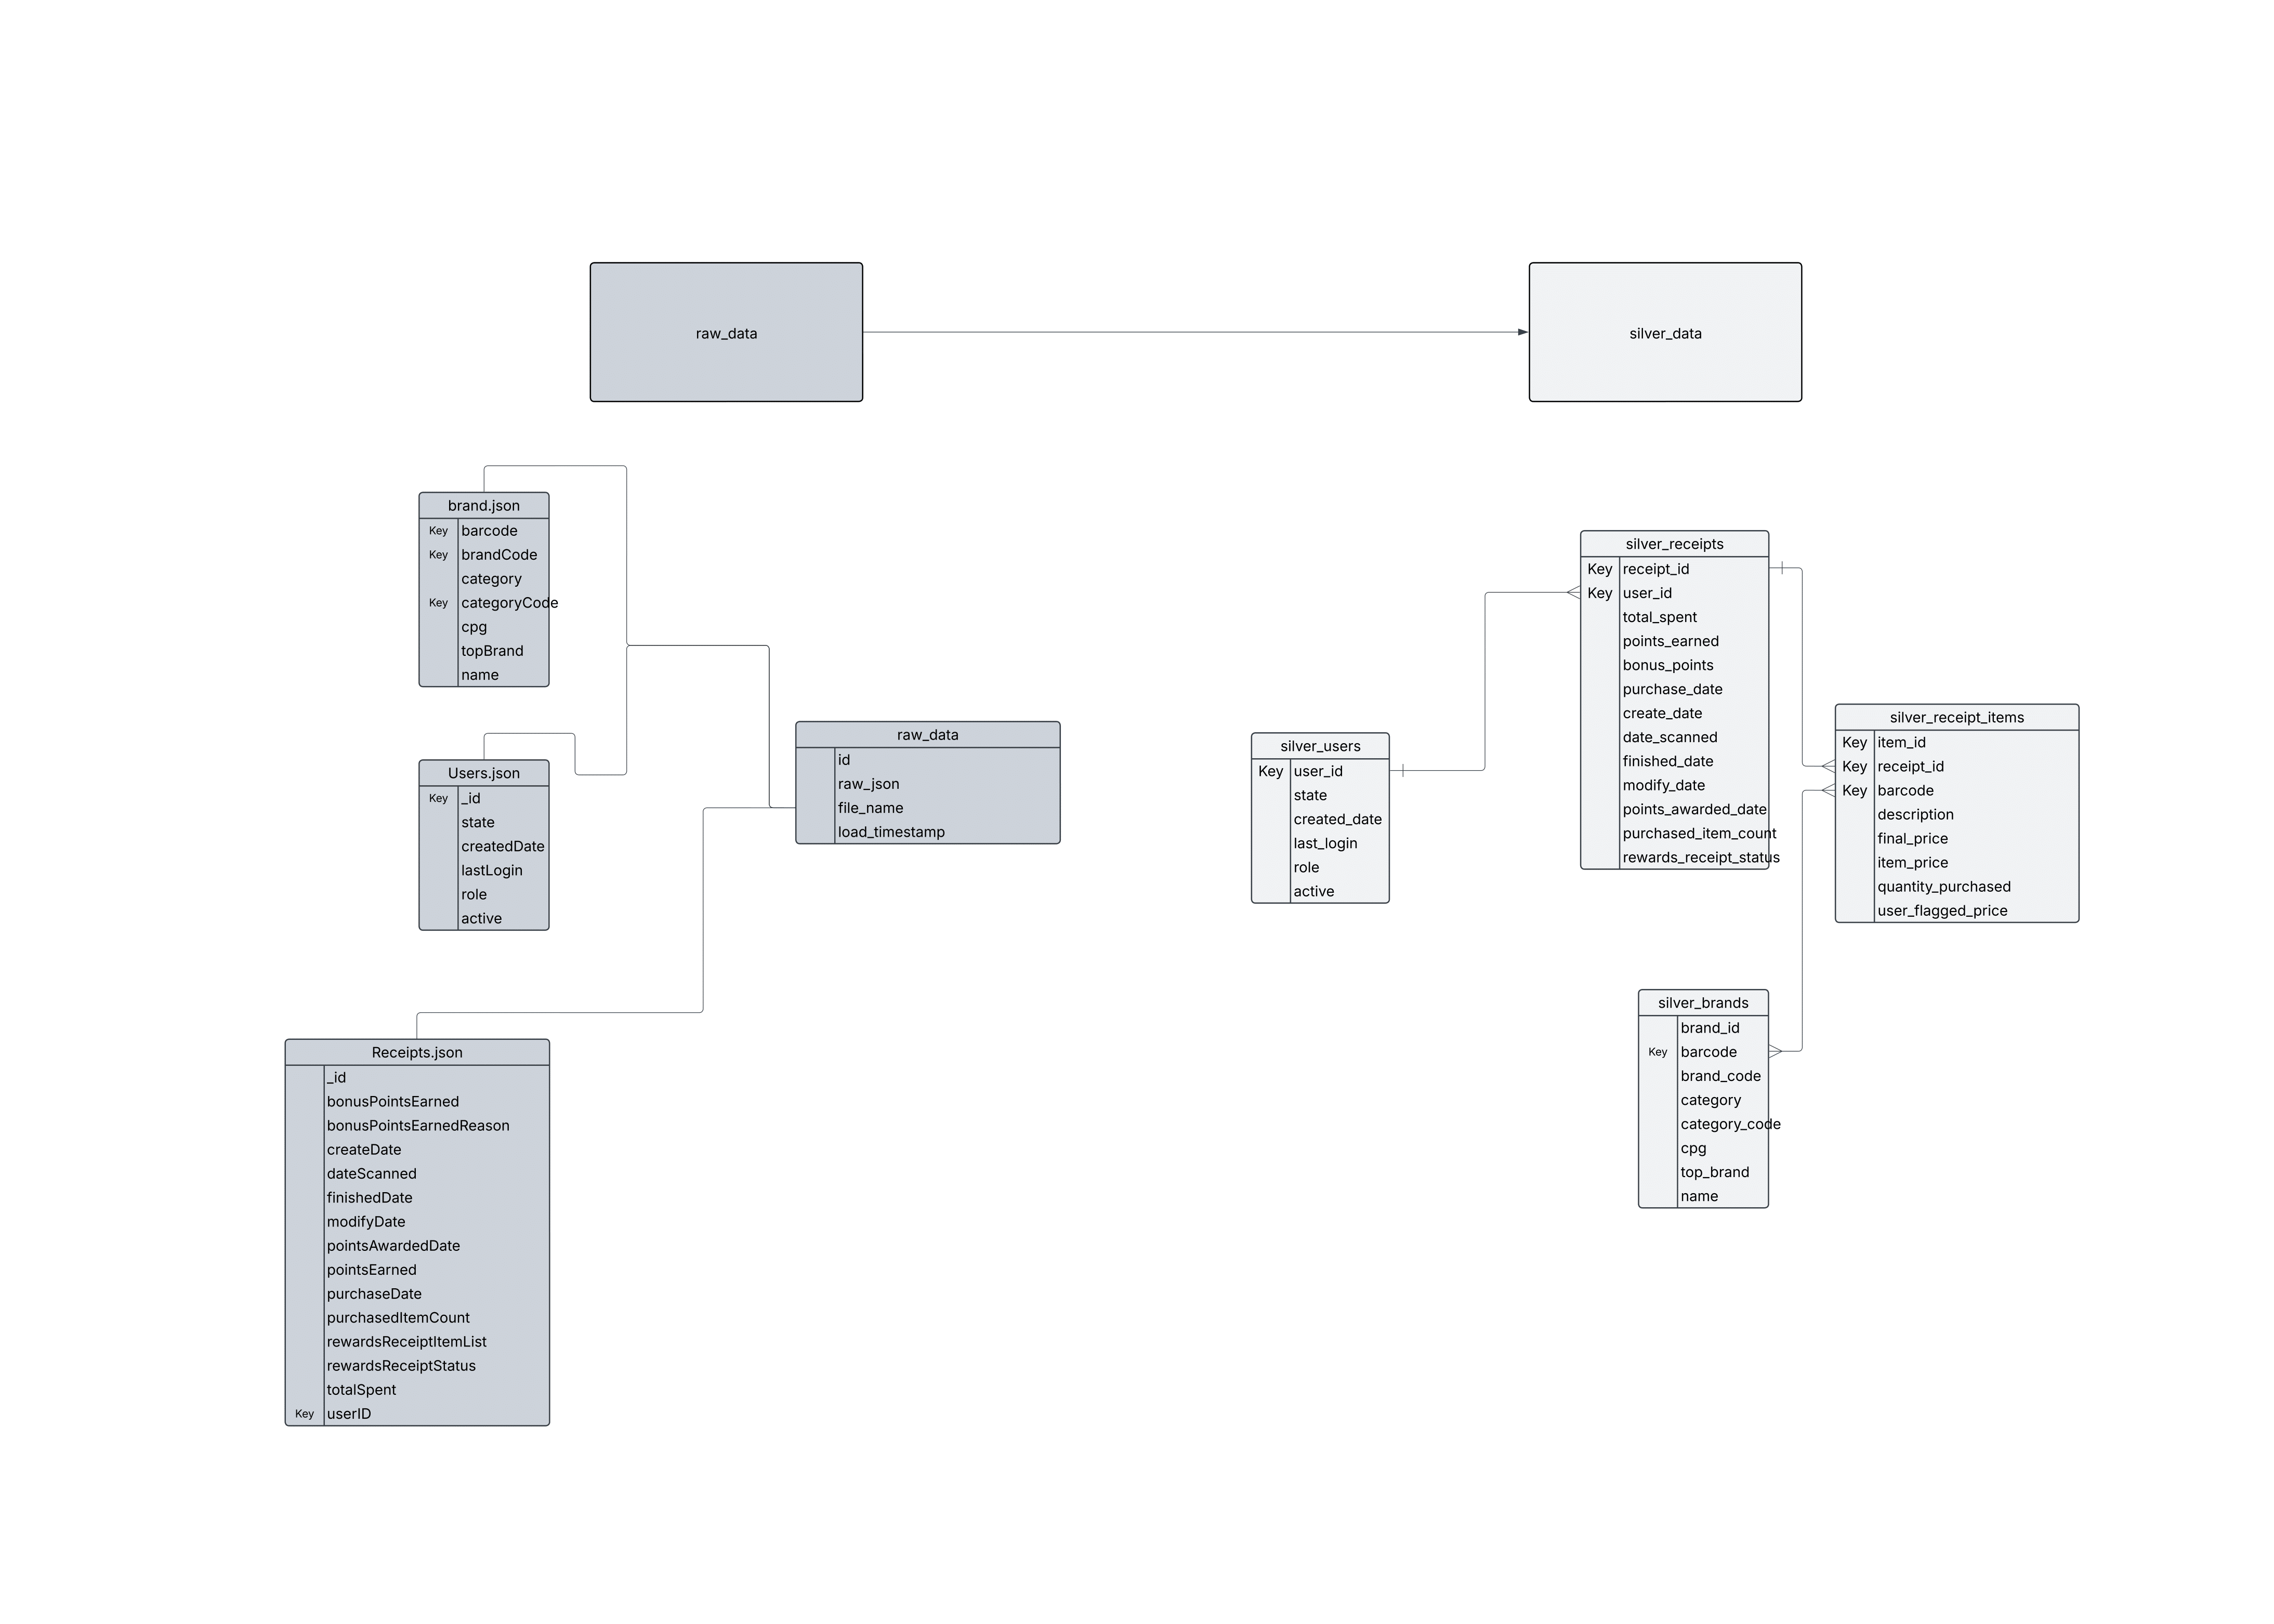 raw_data
silver_data
brand.json
Key barcode
Key brandCode
category
Key categoryCode
cpg
topBrand
name
Users.json
Key _id
state
createdDate
lastLogin
role
active
Receipts.json
_id
bonusPointsEarned
bonusPointsEarnedReason
createDate
dateScanned
finishedDate
modifyDate
pointsAwardedDate
pointsEarned
purchaseDate
purchasedItemCount
rewardsReceiptItemList
rewardsReceiptStatus
totalSpent
Key userID
raw_data
id
raw_json
file_name
load_timestamp
silver_users
Key user_id
state
created_date
last_login
role
active
silver_receipts
Key receipt_id
Key user_id
total_spent
points_earned
bonus_points
purchase_date
create_date
date_scanned
finished_date
modify_date
points_awarded_date
purchased_item_count
rewards_receipt_status
silver_receipt_items
Key item_id
Key receipt_id
Key barcode
description
final_price
item_price
quantity_purchased
user_flagged_price
silver_brands
brand_id
Key barcode
brand_code
category
category_code
cpg
top_brand
name